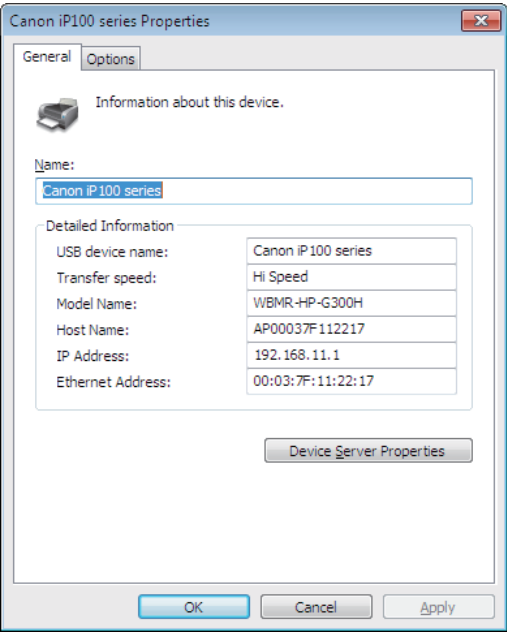 Canon iP100 series Properties
General Options
Information about this device.
Name:
Canon iP100 series
Detailed Information
USB device name: Canon iP100 series
Transfer speed: Hi Speed
Model Name: WBMR-HP-G300H
Host Name: AP00037F112217
IP Address: 192.168.11.1
Ethernet Address: 00:03:7F:11:22:17
Device Server Properties
OK Cancel Apply